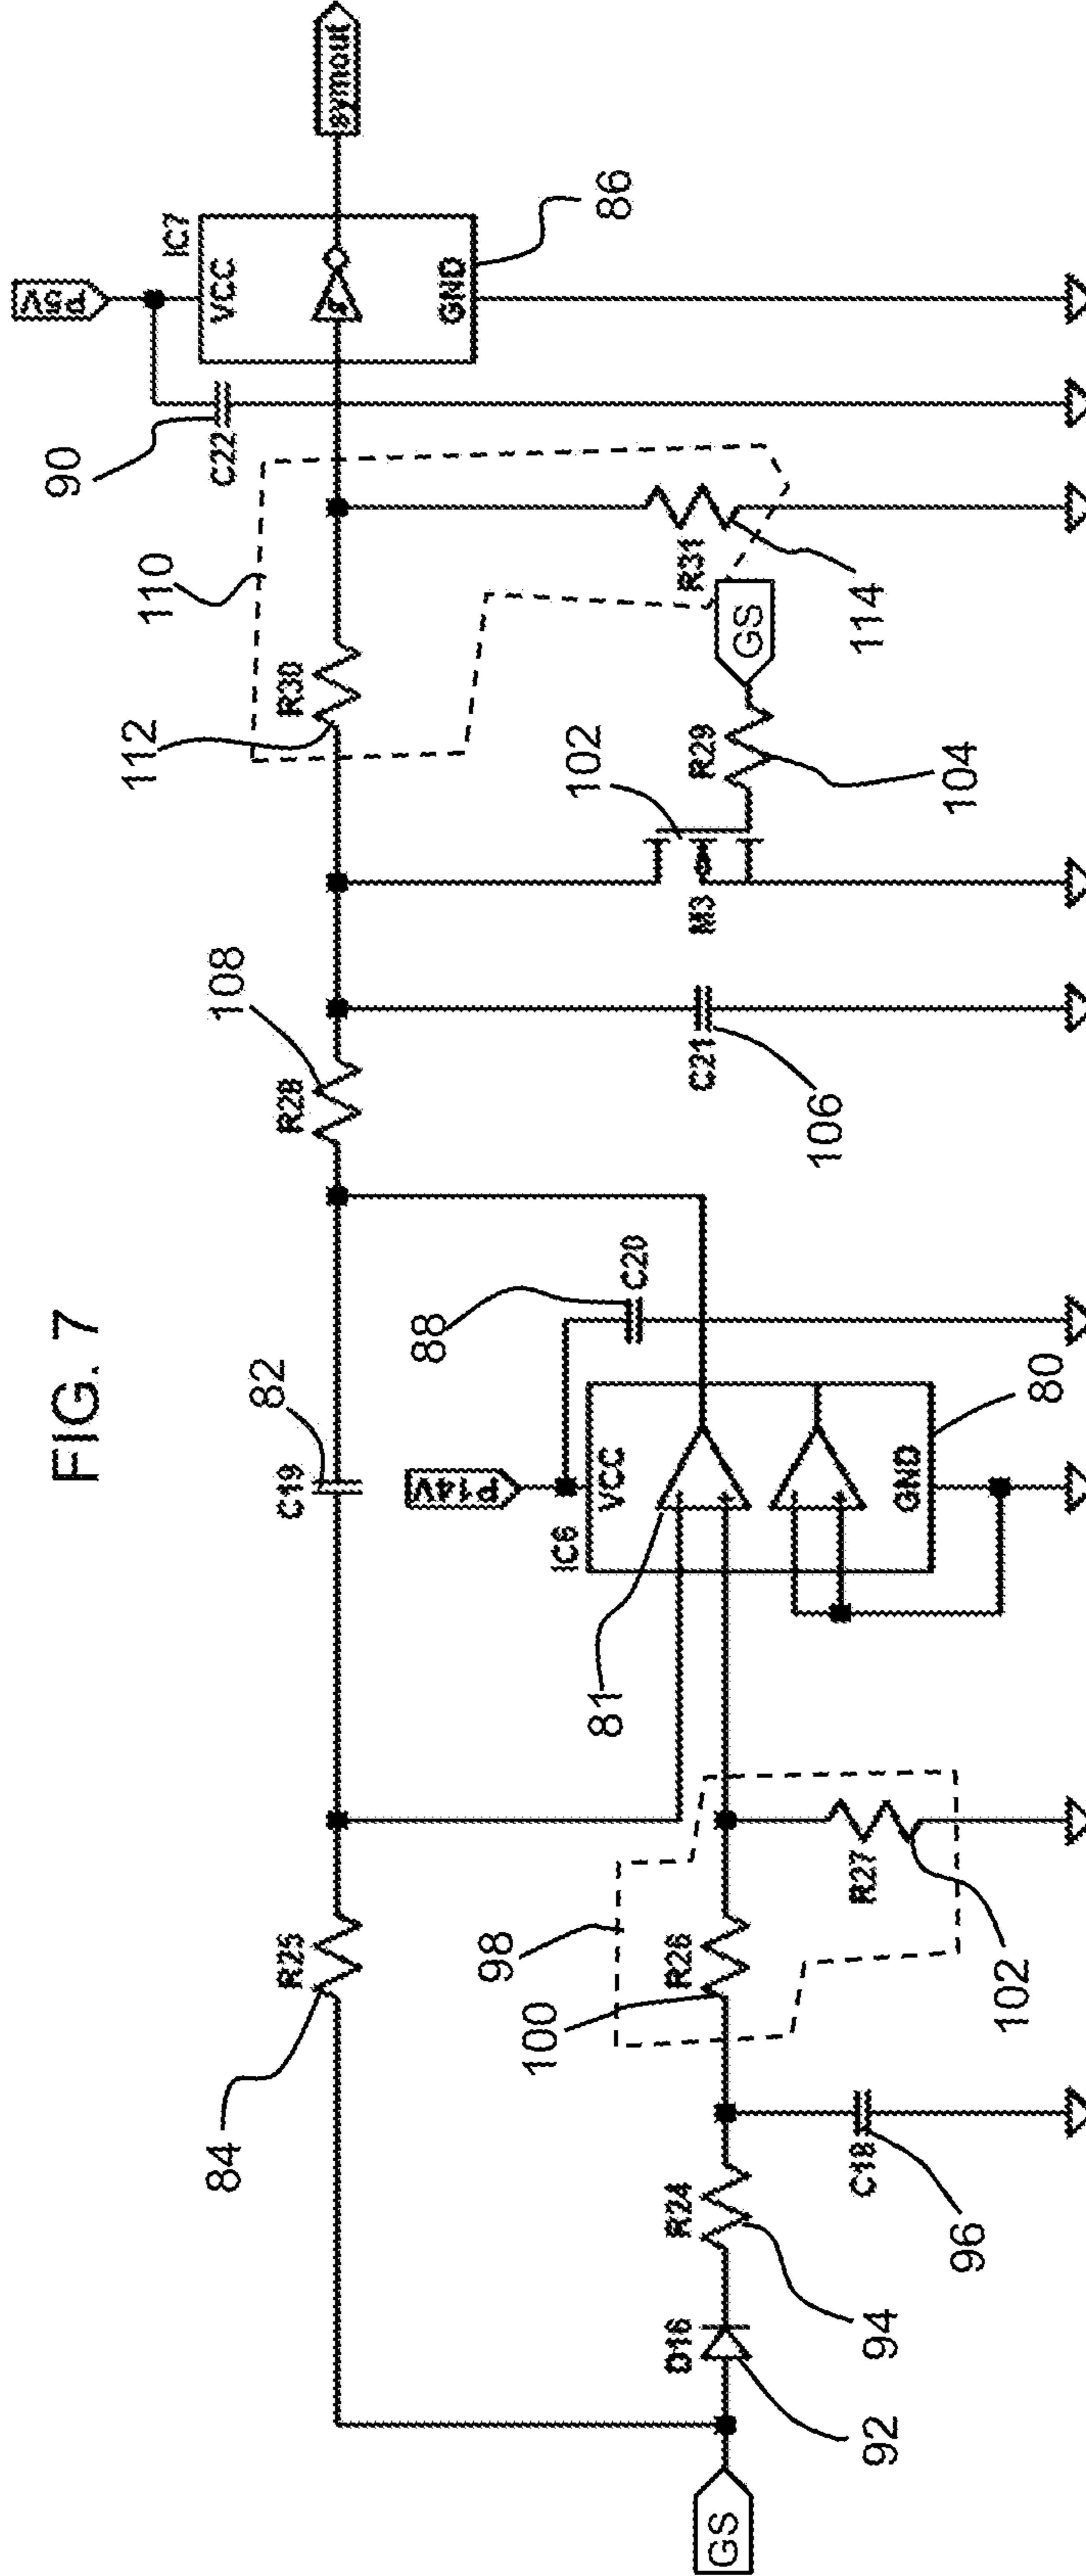 FIG. 7
84
R25
C19
82
108
R28
112
R30
110
90
C22
P5V
IC7
VCC
GND
86
symout
GS
92
D16
94
R24
96
C18
98
100
R26
R27
102
81
IC6
P14V
VCC
GND
80
88
C20
106
C21
102
M3
R29
104
GS
R31
114